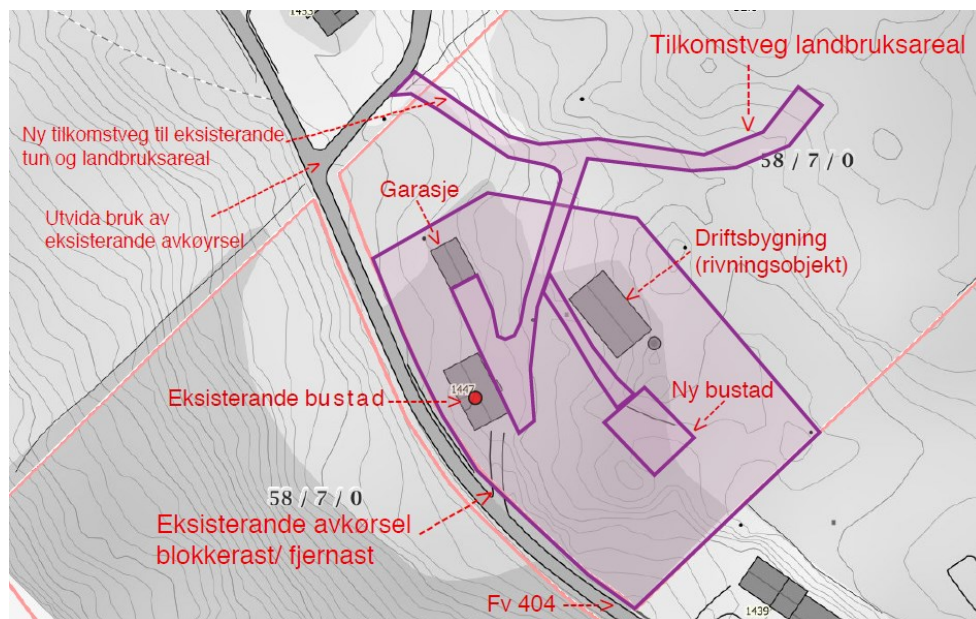 1453
Tilkomstveg landbruksareal
Ny tilkomstveg til eksisterande
tun og landbruksareal
58 / 7 / 0
Garasje
Utvida bruk av
eksisterande avkøyrsel
Driftsbygning
(rivningsobjekt)
1447
Eksisterande bustad
Ny bustad
58 / 7 / 0
Eksisterande avkørsel
blokkerast/ fjernast
Fv 404
1439